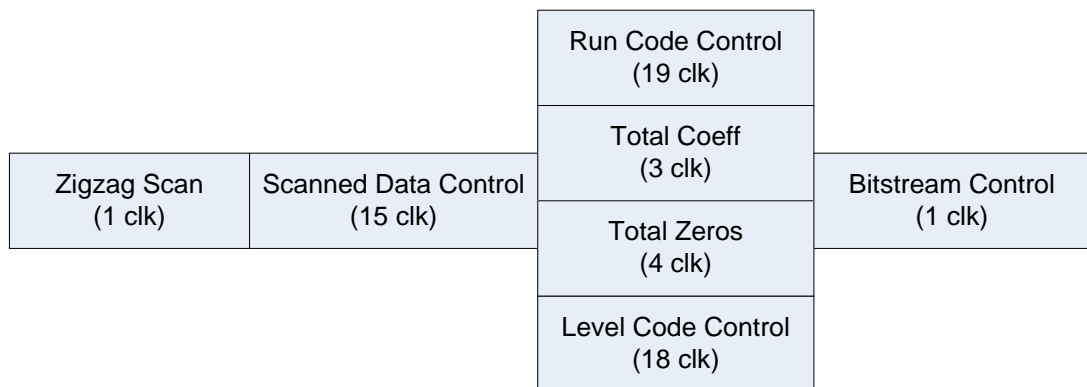 Zigzag Scan
(1 clk)
Scanned Data Control
(15 clk)
Run Code Control
(19 clk)
Total Coeff
(3 clk)
Total Zeros
(4 clk)
Level Code Control
(18 clk)
Bitstream Control
(1 clk)